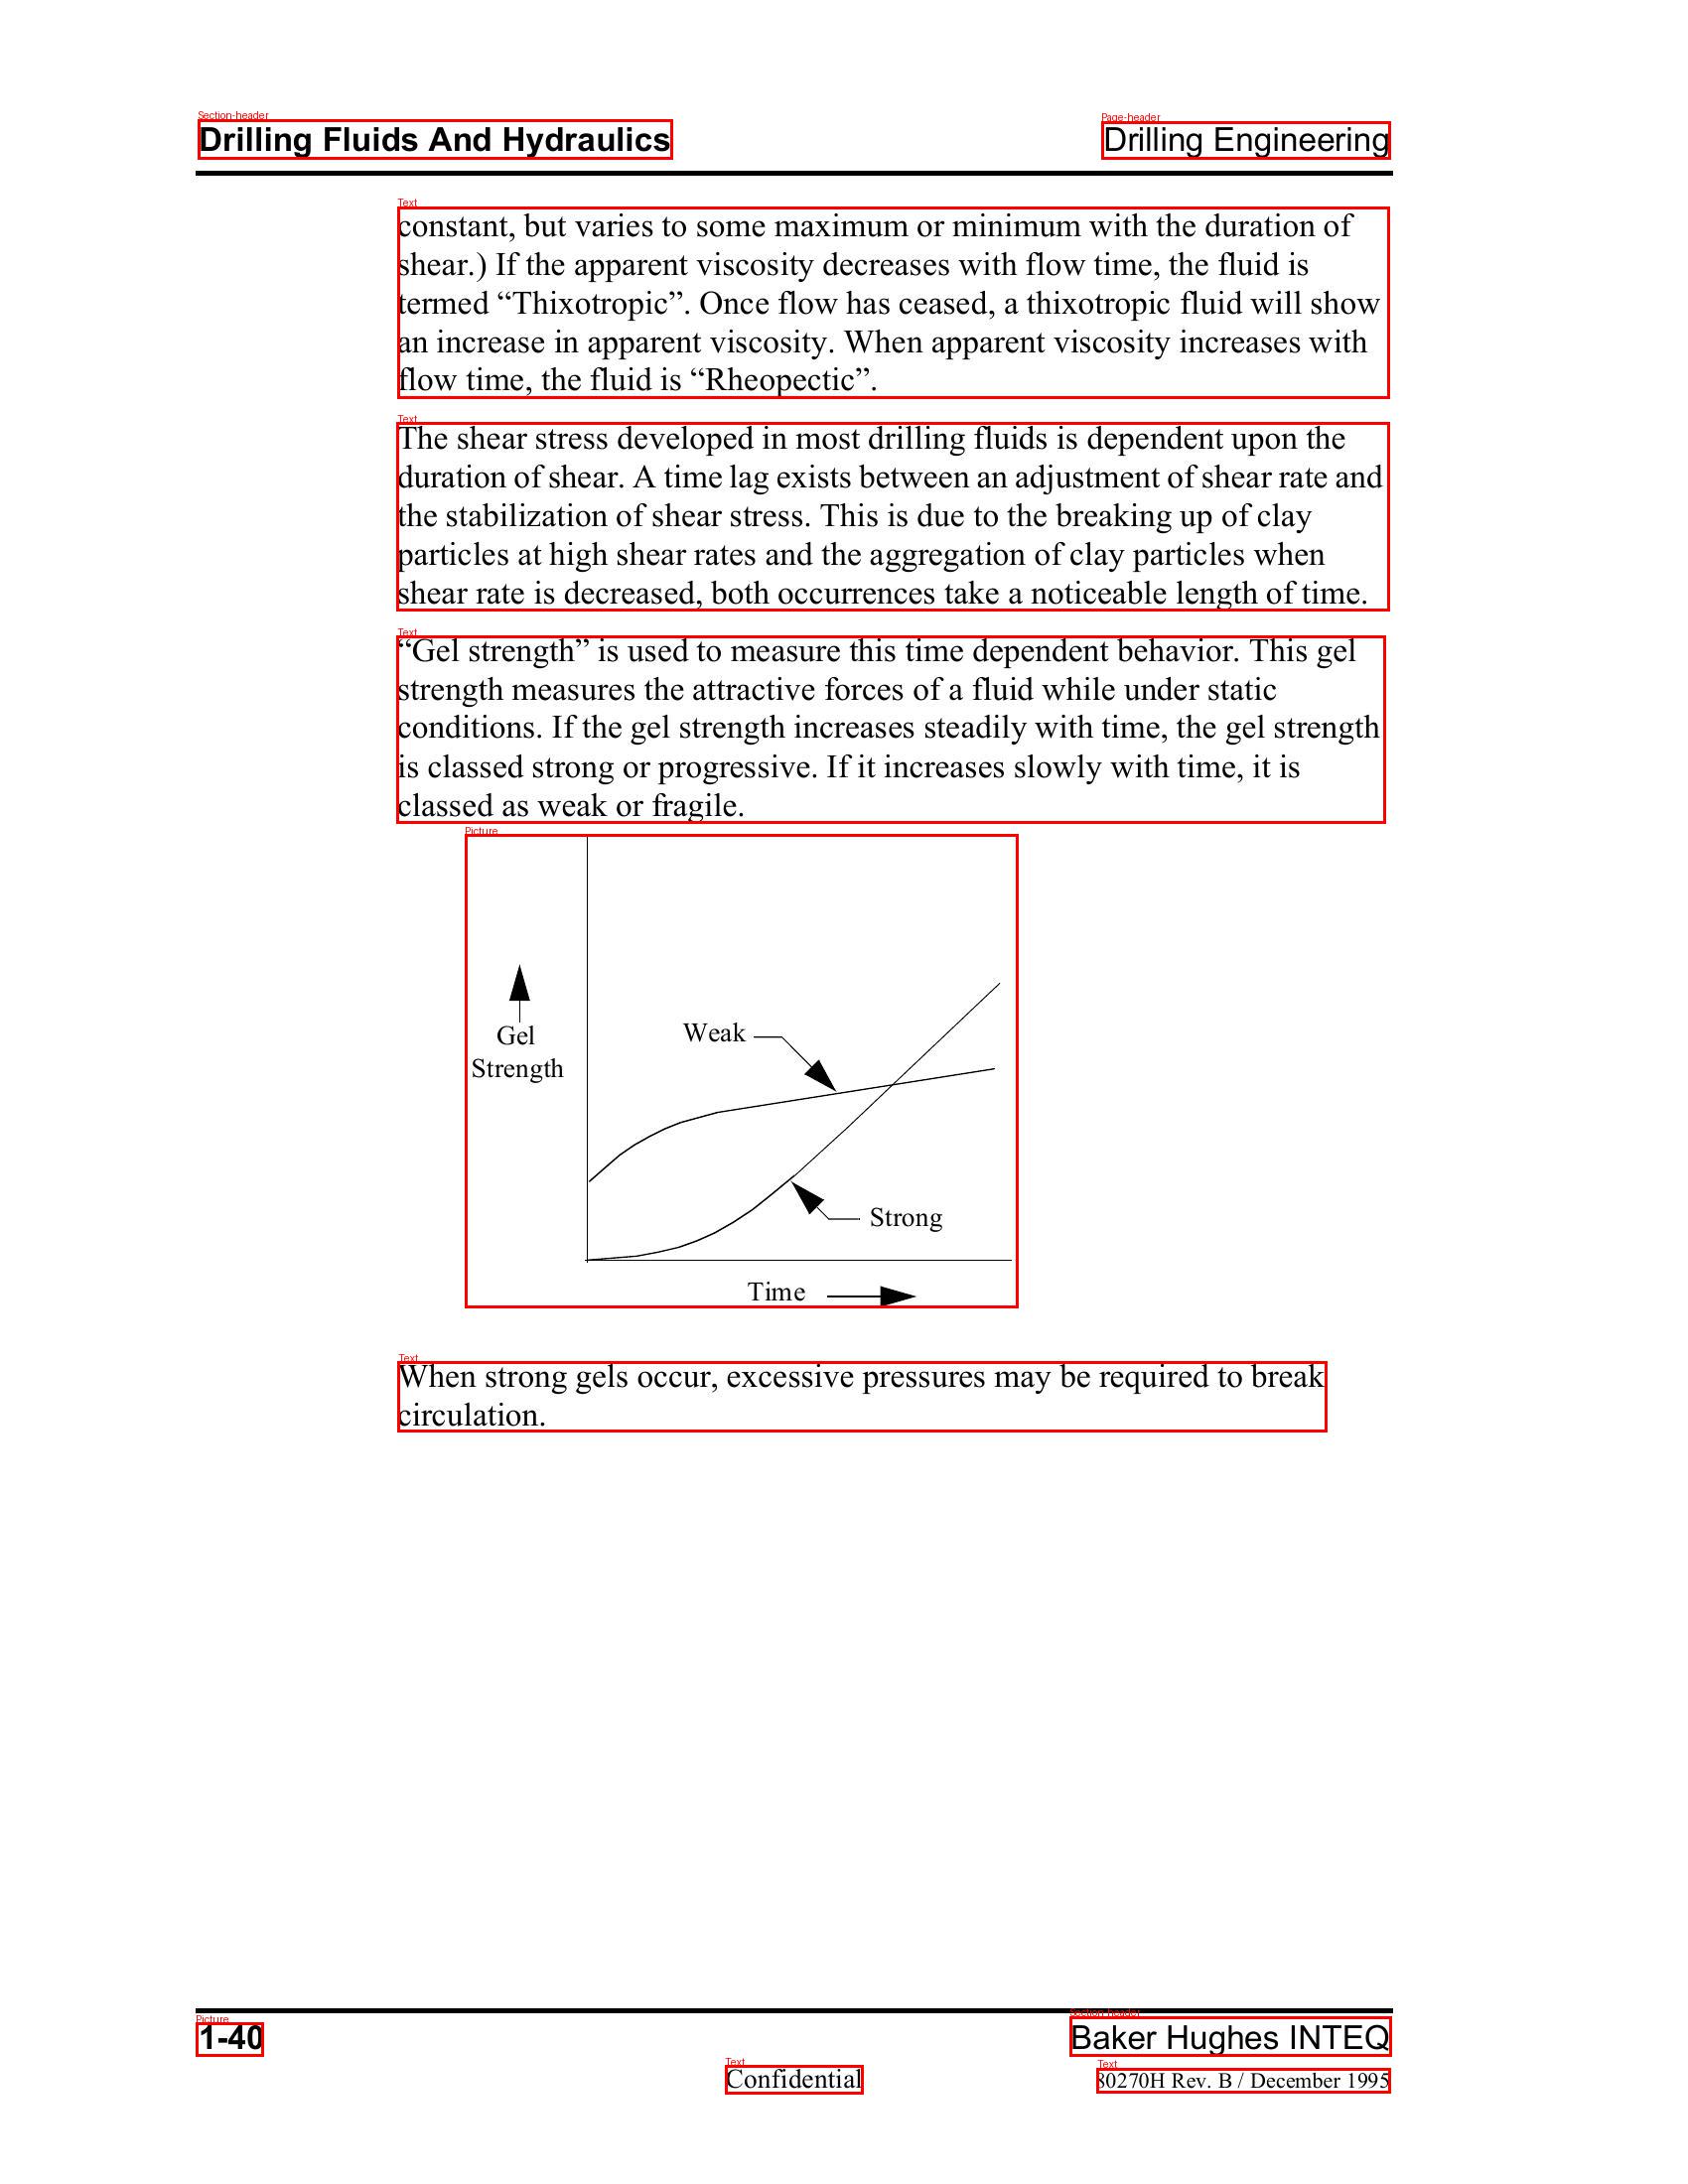 Section-header
Drilling Fluids And Hydraulics
Page-header
Drilling Engineering
Text
constant, but varies to some maximum or minimum with the duration of
shear.) If the apparent viscosity decreases with flow time, the fluid is
termed “Thixotropic”. Once flow has ceased, a thixotropic fluid will show
an increase in apparent viscosity. When apparent viscosity increases with
flow time, the fluid is “Rheopectic”.
Text
The shear stress developed in most drilling fluids is dependent upon the
duration of shear. A time lag exists between an adjustment of shear rate and
the stabilization of shear stress. This is due to the breaking up of clay
particles at high shear rates and the aggregation of clay particles when
shear rate is decreased, both occurrences take a noticeable length of time.
Text
“Gel strength” is used to measure this time dependent behavior. This gel
strength measures the attractive forces of a fluid while under static
conditions. If the gel strength increases steadily with time, the gel strength
is classed strong or progressive. If it increases slowly with time, it is
classed as weak or fragile.
Picture
Weak
Gel
Strength
Strong
Time
Text
When strong gels occur, excessive pressures may be required to break
circulation.
Picture
1-40
Section-header
Baker Hughes INTEQ
Text
Confidential
Text
80270H Rev. B / December 1995